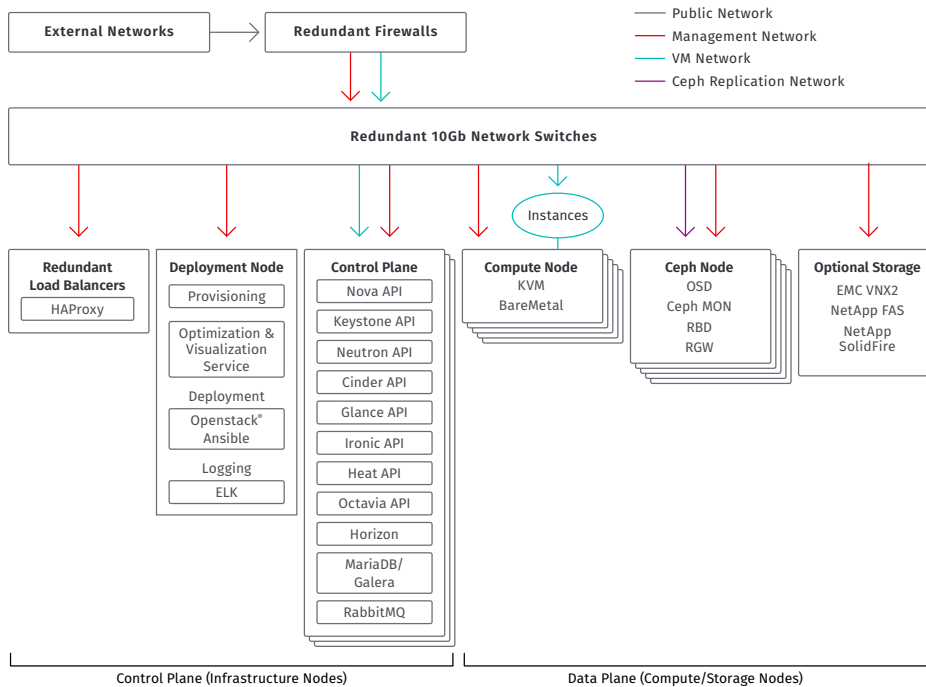 External Networks
Redundant Firewalls
Public Network
Management Network
VM Network
Ceph Replication Network
Redundant 10Gb Network Switches
Instances
Redundant
Load Balancers
HAProxy
Deployment Node
Provisioning
Optimization &
Visualization
Service
Deployment
Openstack®
Ansible
Logging
ELK
Control Plane
Nova API
Keystone API
Neutron API
Cinder API
Glance API
Ironic API
Heat API
Octavia API
Horizon
MariaDB/
Galera
RabbitMQ
Compute Node
KVM
BareMetal
Ceph Node
OSD
Ceph MON
RBD
RGW
Optional Storage
EMC VNX2
NetApp FAS
NetApp
SolidFire
Control Plane (Infrastructure Nodes)
Data Plane (Compute/Storage Nodes)